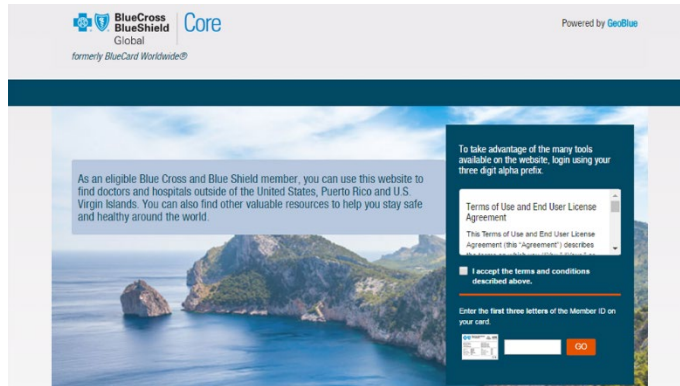 BlueCross
BlueShield
Global
Core
formerly BlueCard Worldwide®
Powered by GeoBlue
As an eligible Blue Cross and Blue Shield member, you can use this website to
find doctors and hospitals outside of the United States, Puerto Rico and U.S.
Virgin Islands. You can also find other valuable resources to help you stay safe
and healthy around the world.
To take advantage of the many tools
available on the website, login using your
three digit alpha prefix.
Terms of Use and End User License
Agreement
This Terms of Use and End User License
Agreement (this "Agreement") describes
I accept the terms and conditions
described above.
Enter the first three letters of the Member ID on
your card.
GO